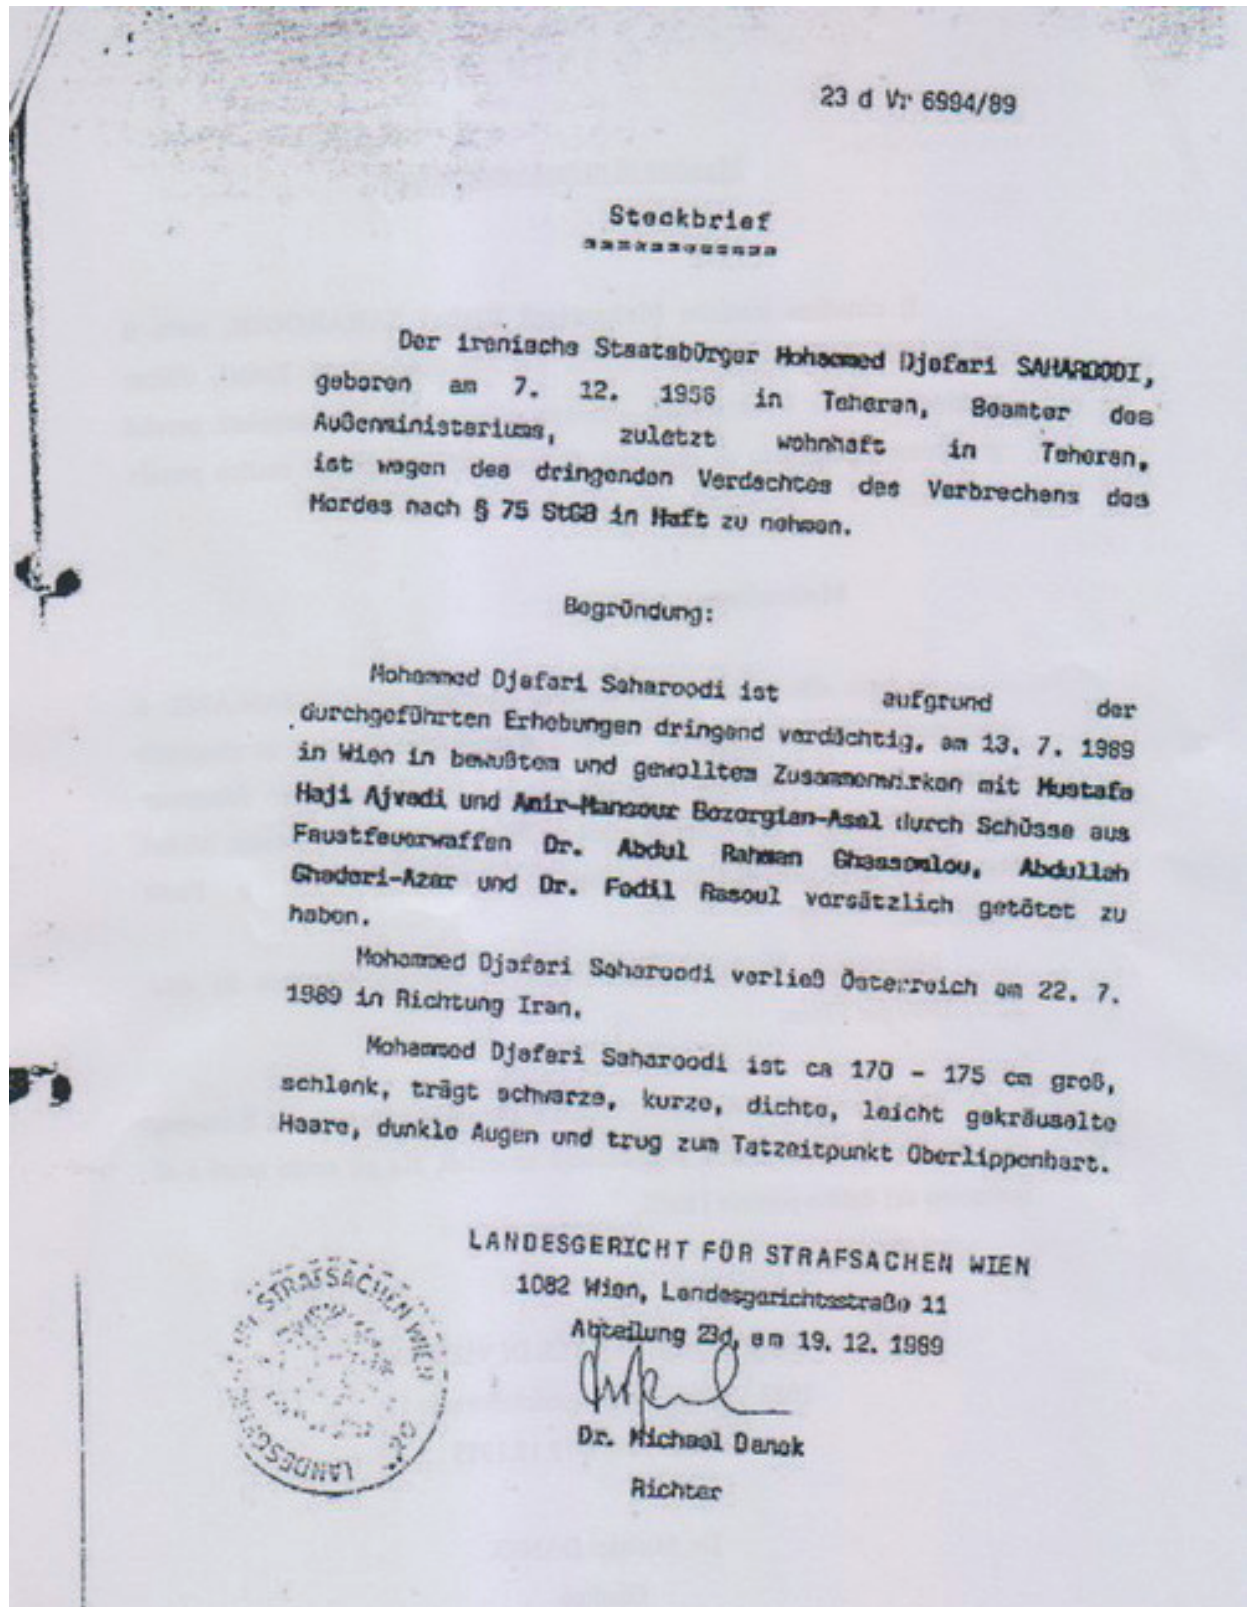 23 d Vr 6994/89
Steckbrief
Der iranische Staatsbürger Mohammed Djafari SAHAROODI,
geboren am 7. 12. 1956 in Teheran, Beamter des
Außenministeriums, zuletzt wohnhaft in Teheran,
ist wegen des dringenden Verdachtes des Verbrechens des
Mordes nach § 75 StGB in Haft zu nehmen.
Begründung:
Mohammed Djafari Saharoodi ist aufgrund der
durchgeführten Erhebungen dringend verdächtig, am 13. 7. 1989
in Wien in bewußtem und gewolltem Zusammenwirken mit Mustafa
Haji Ajvadi und Amir-Mansour Bozorgian-Asal durch Schüsse aus
Faustfeuerwaffen Dr. Abdul Rahman Ghassemlou, Abdullah
Ghaderi-Azar und Dr. Fadil Rasoul vorsätzlich getötet zu
haben.
Mohammed Djafari Saharoodi verließ Österreich am 22. 7.
1989 in Richtung Iran.
Mohammed Djafari Saharoodi ist ca 170 - 175 cm groß,
schlank, trägt schwarze, kurze, dichte, leicht gekräuselte
Haare, dunkle Augen und trug zum Tatzeitpunkt Oberlippenbart.
LANDESGERICHT FÜR STRAFSACHEN WIEN
1082 Wien, Landesgerichtsstraße 11
Abteilung 23d, am 19. 12. 1989
Dr. Michael Danek
Richter
LANDESGERICHT FÜR STRAFSACHEN WIEN